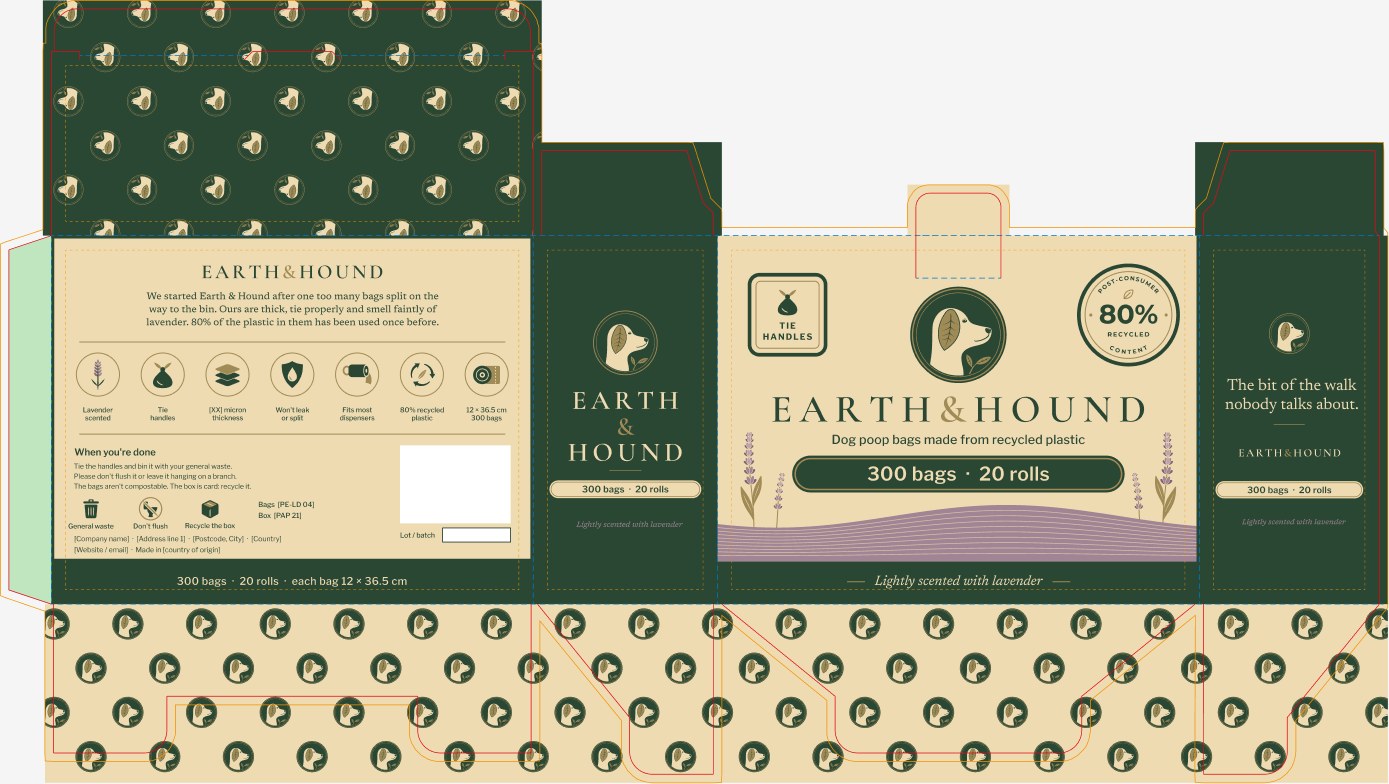 EARTH&HOUND
We started Earth & Hound after one too many bags split on the
way to the bin. Ours are thick, tie properly and smell faintly of
lavender. 80% of the plastic in them has been used once before.
Lavender
scented
Tie
handles
[XX] micron
thickness
Won't leak
or split
Fits most
dispensers
80% recycled
plastic
12 × 36.5 cm
300 bags
When you're done
Tie the handles and bin it with your general waste.
Please don't flush it or leave it hanging on a branch.
The bags aren't compostable. The box is card: recycle it.
General waste
Don't flush
Recycle the box
Bags [PE-LD 04]
Box [PAP 21]
[Company name] · [Address line 1] · [Postcode, City] · [Country]
[Website / email] · Made in [country of origin]
Lot / batch
300 bags · 20 rolls · each bag 12 × 36.5 cm
EARTH
&
HOUND
300 bags · 20 rolls
Lightly scented with lavender
TIE
HANDLES
POST-CONSUMER
80%
RECYCLED
CONTENT
EARTH&HOUND
Dog poop bags made from recycled plastic
300 bags · 20 rolls
Lightly scented with lavender
The bit of the walk
nobody talks about.
EARTH&HOUND
300 bags · 20 rolls
Lightly scented with lavender